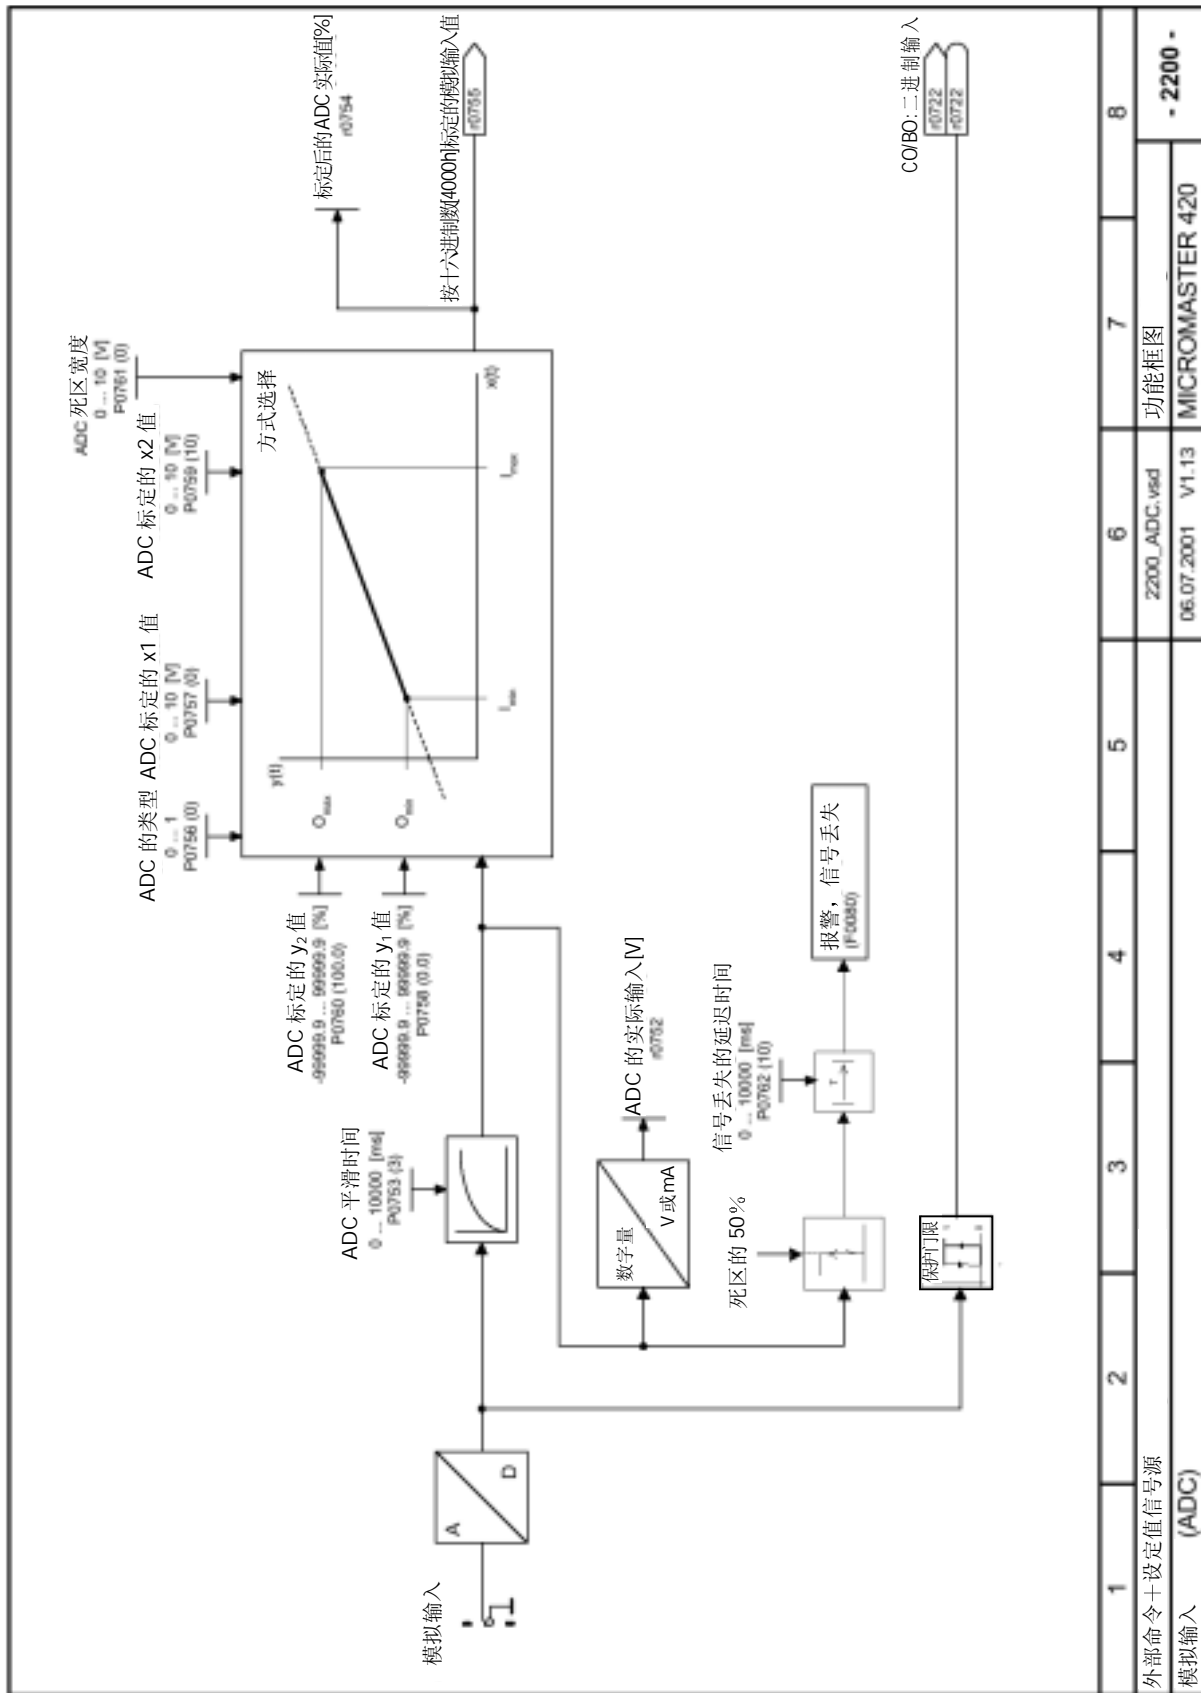 ADC 死区宽度
0 ... 10 [V]
P0761 (0)
ADC 标定的 x2 值
0 ... 10 [V]
P0759 (10)
ADC 标定的 x1 值
0 ... 10 [V]
P0757 (0)
ADC 的类型
0 ... 1
P0756 (0)
标定后的ADC 实际值[%]
r0754
按十六进制数[4000h]标定的模拟输入值
r0755
方式选择
y(t)
x(t)
Omax
Omin
Imin
Imax
ADC 标定的 y₂ 值
-99999.9 ... 99999.9 [%]
P0760 (100.0)
ADC 标定的 y₁ 值
-99999.9 ... 99999.9 [%]
P0758 (0.0)
ADC 平滑时间
0 ... 10000 [ms]
P0753 (3)
模拟输入
A
D
数字量
V 或mA
ADC 的实际输入[V]
r0752
死区的 50%
信号丢失的延迟时间
0 ... 10000 [ms]
P0762 (10)
T
报警，信号丢失
(F0080)
保护门限
1
0
CO/BO: 二进制输入
r0722
r0722
1
2
3
4
5
6
7
8
外部命令＋设定值信号源
2200_ADC.vsd
功能框图
- 2200 -
模拟输入
(ADC)
06.07.2001
V1.13
MICROMASTER 420